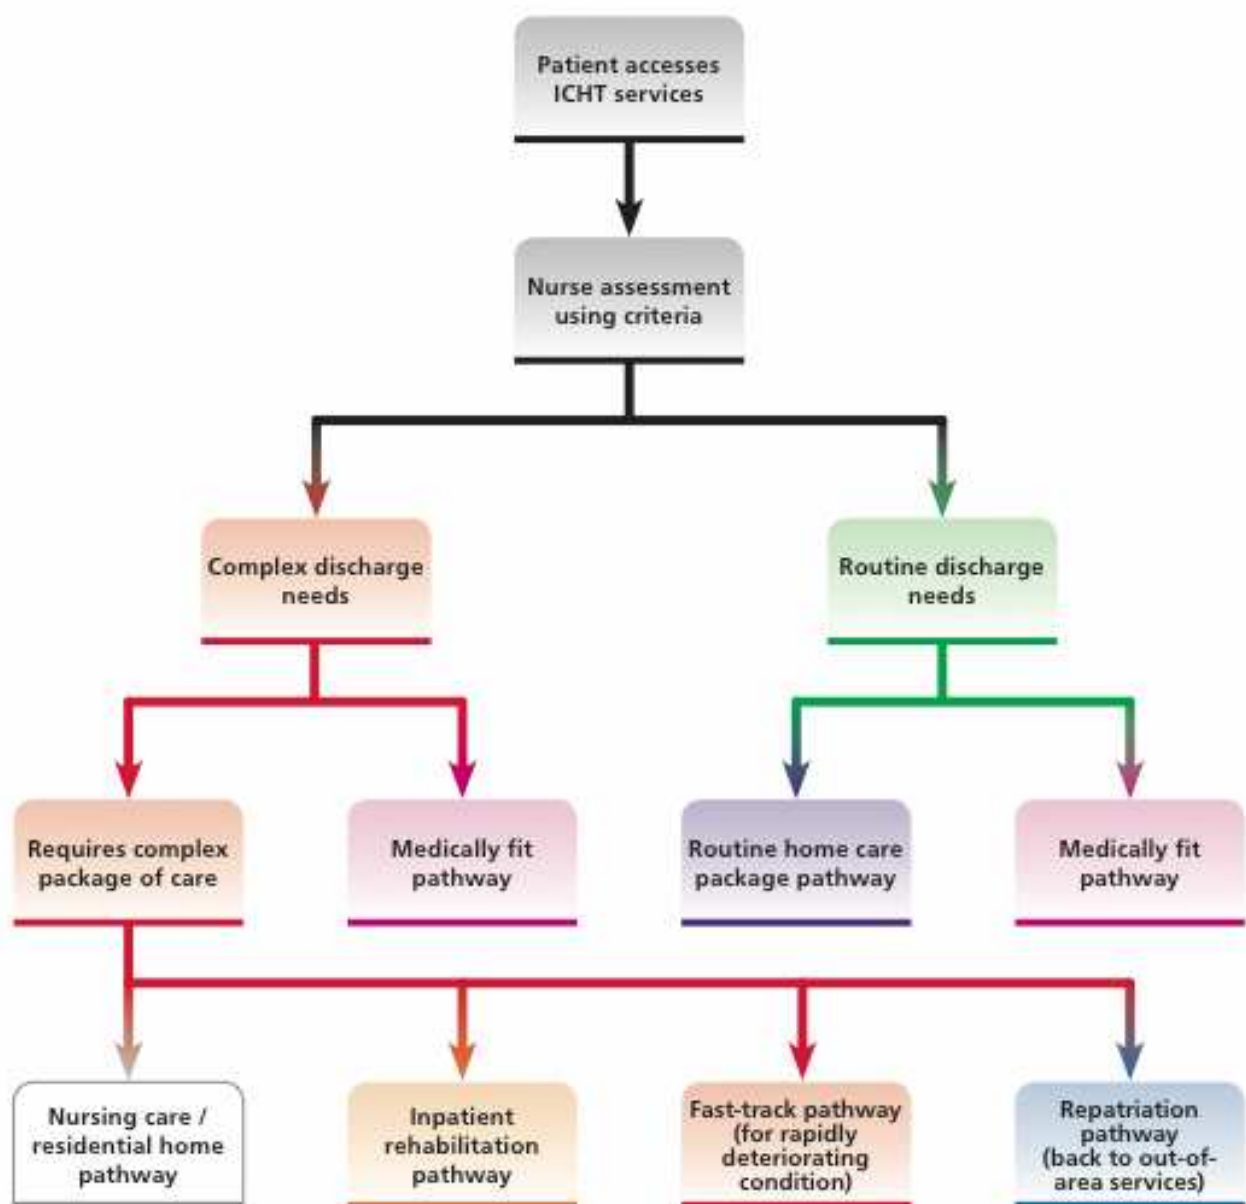 Patient accesses
ICHT services
Nurse assessment
using criteria
Complex discharge
needs
Routine discharge
needs
Requires complex
package of care
Medically fit
pathway
Routine home care
package pathway
Medically fit
pathway
Nursing care /
residential home
pathway
Inpatient
rehabilitation
pathway
Fast-track pathway
(for rapidly
deteriorating
condition)
Repatriation
pathway
(back to out-of-
area services)